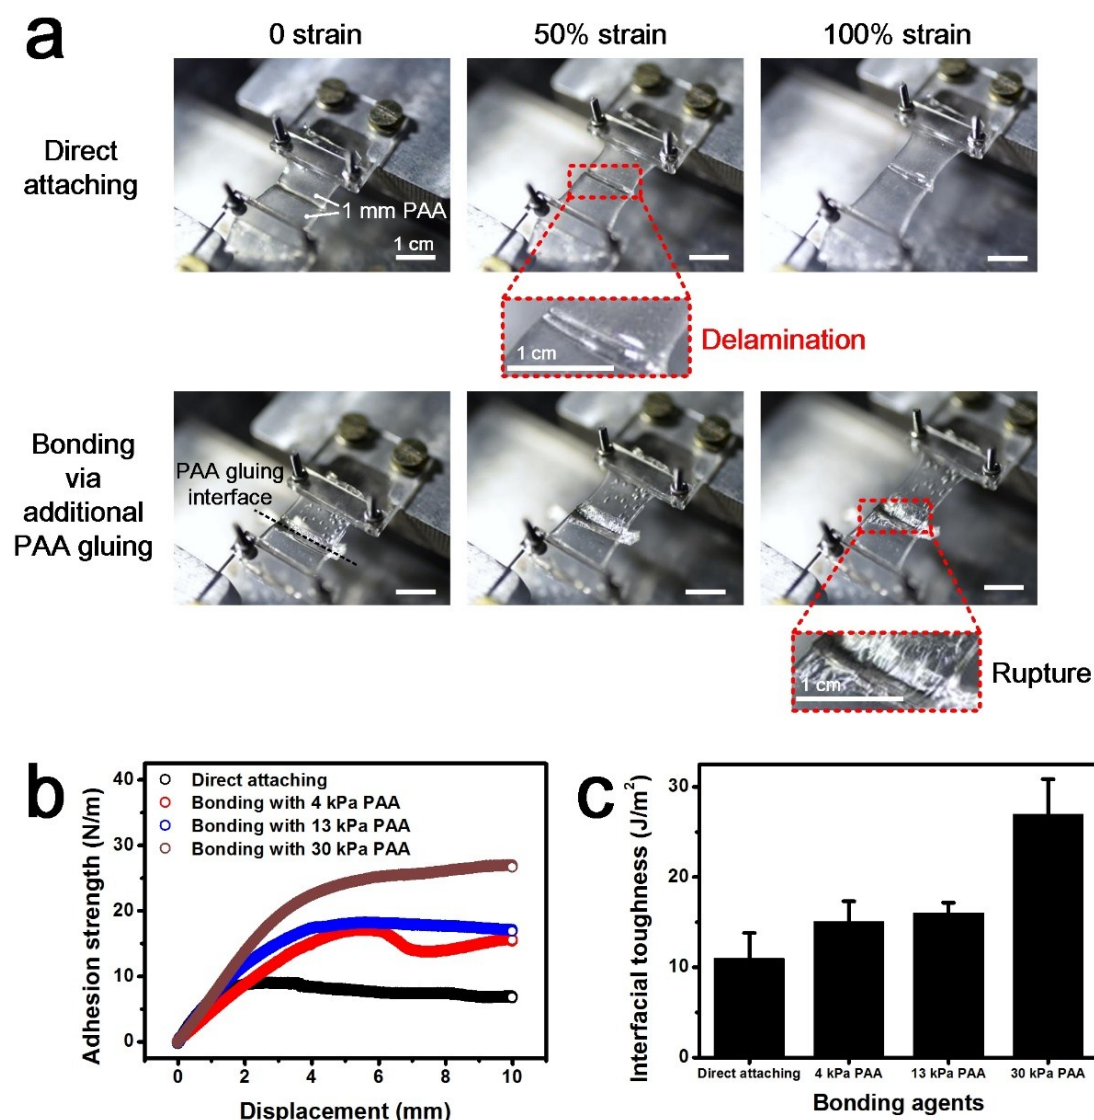 a
0 strain
50% strain
100% strain
Direct
attaching
1 mm PAA
1 cm
1 cm
Delamination
Bonding
via
additional
PAA gluing
PAA gluing
interface
1 cm
Rupture
b
Adhesion strength (N/m)
40
30
20
10
0
Direct attaching
Bonding with 4 kPa PAA
Bonding with 13 kPa PAA
Bonding with 30 kPa PAA
0 2 4 6 8 10
Displacement (mm)
c
Interfacial toughness (J/m²)
30
20
10
0
Direct attaching 4 kPa PAA 13 kPa PAA 30 kPa PAA
Bonding agents